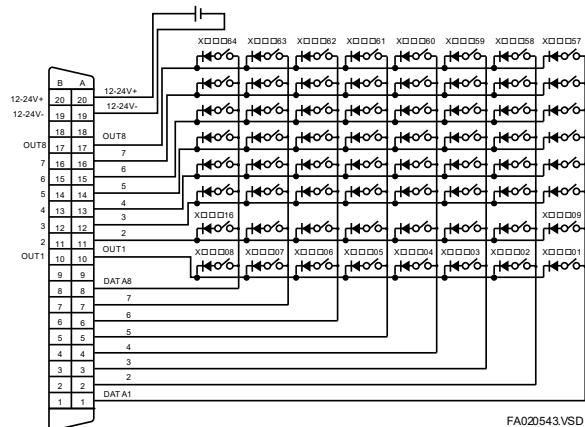 X□□□64 X□□□63 X□□□62 X□□□61 X□□□60 X□□□59 X□□□58 X□□□57
B A
12-24V+ 20 20 12-24V+
12-24V- 19 19 12-24V-
18 18
OUT8 17 17 OUT8
7 16 16 7
6 15 15 6
5 14 14 5
4 13 13 4
3 12 12 3
X□□□16 X□□□09
2 11 11 2
OUT1 10 10 OUT1
X□□□08 X□□□07 X□□□06 X□□□05 X□□□04 X□□□03 X□□□02 X□□□01
9 9
8 8 DATA8
7 7 7
6 6 6
5 5 5
4 4 4
3 3 3
2 2 2
1 1 DATA1
FA020543.VSD